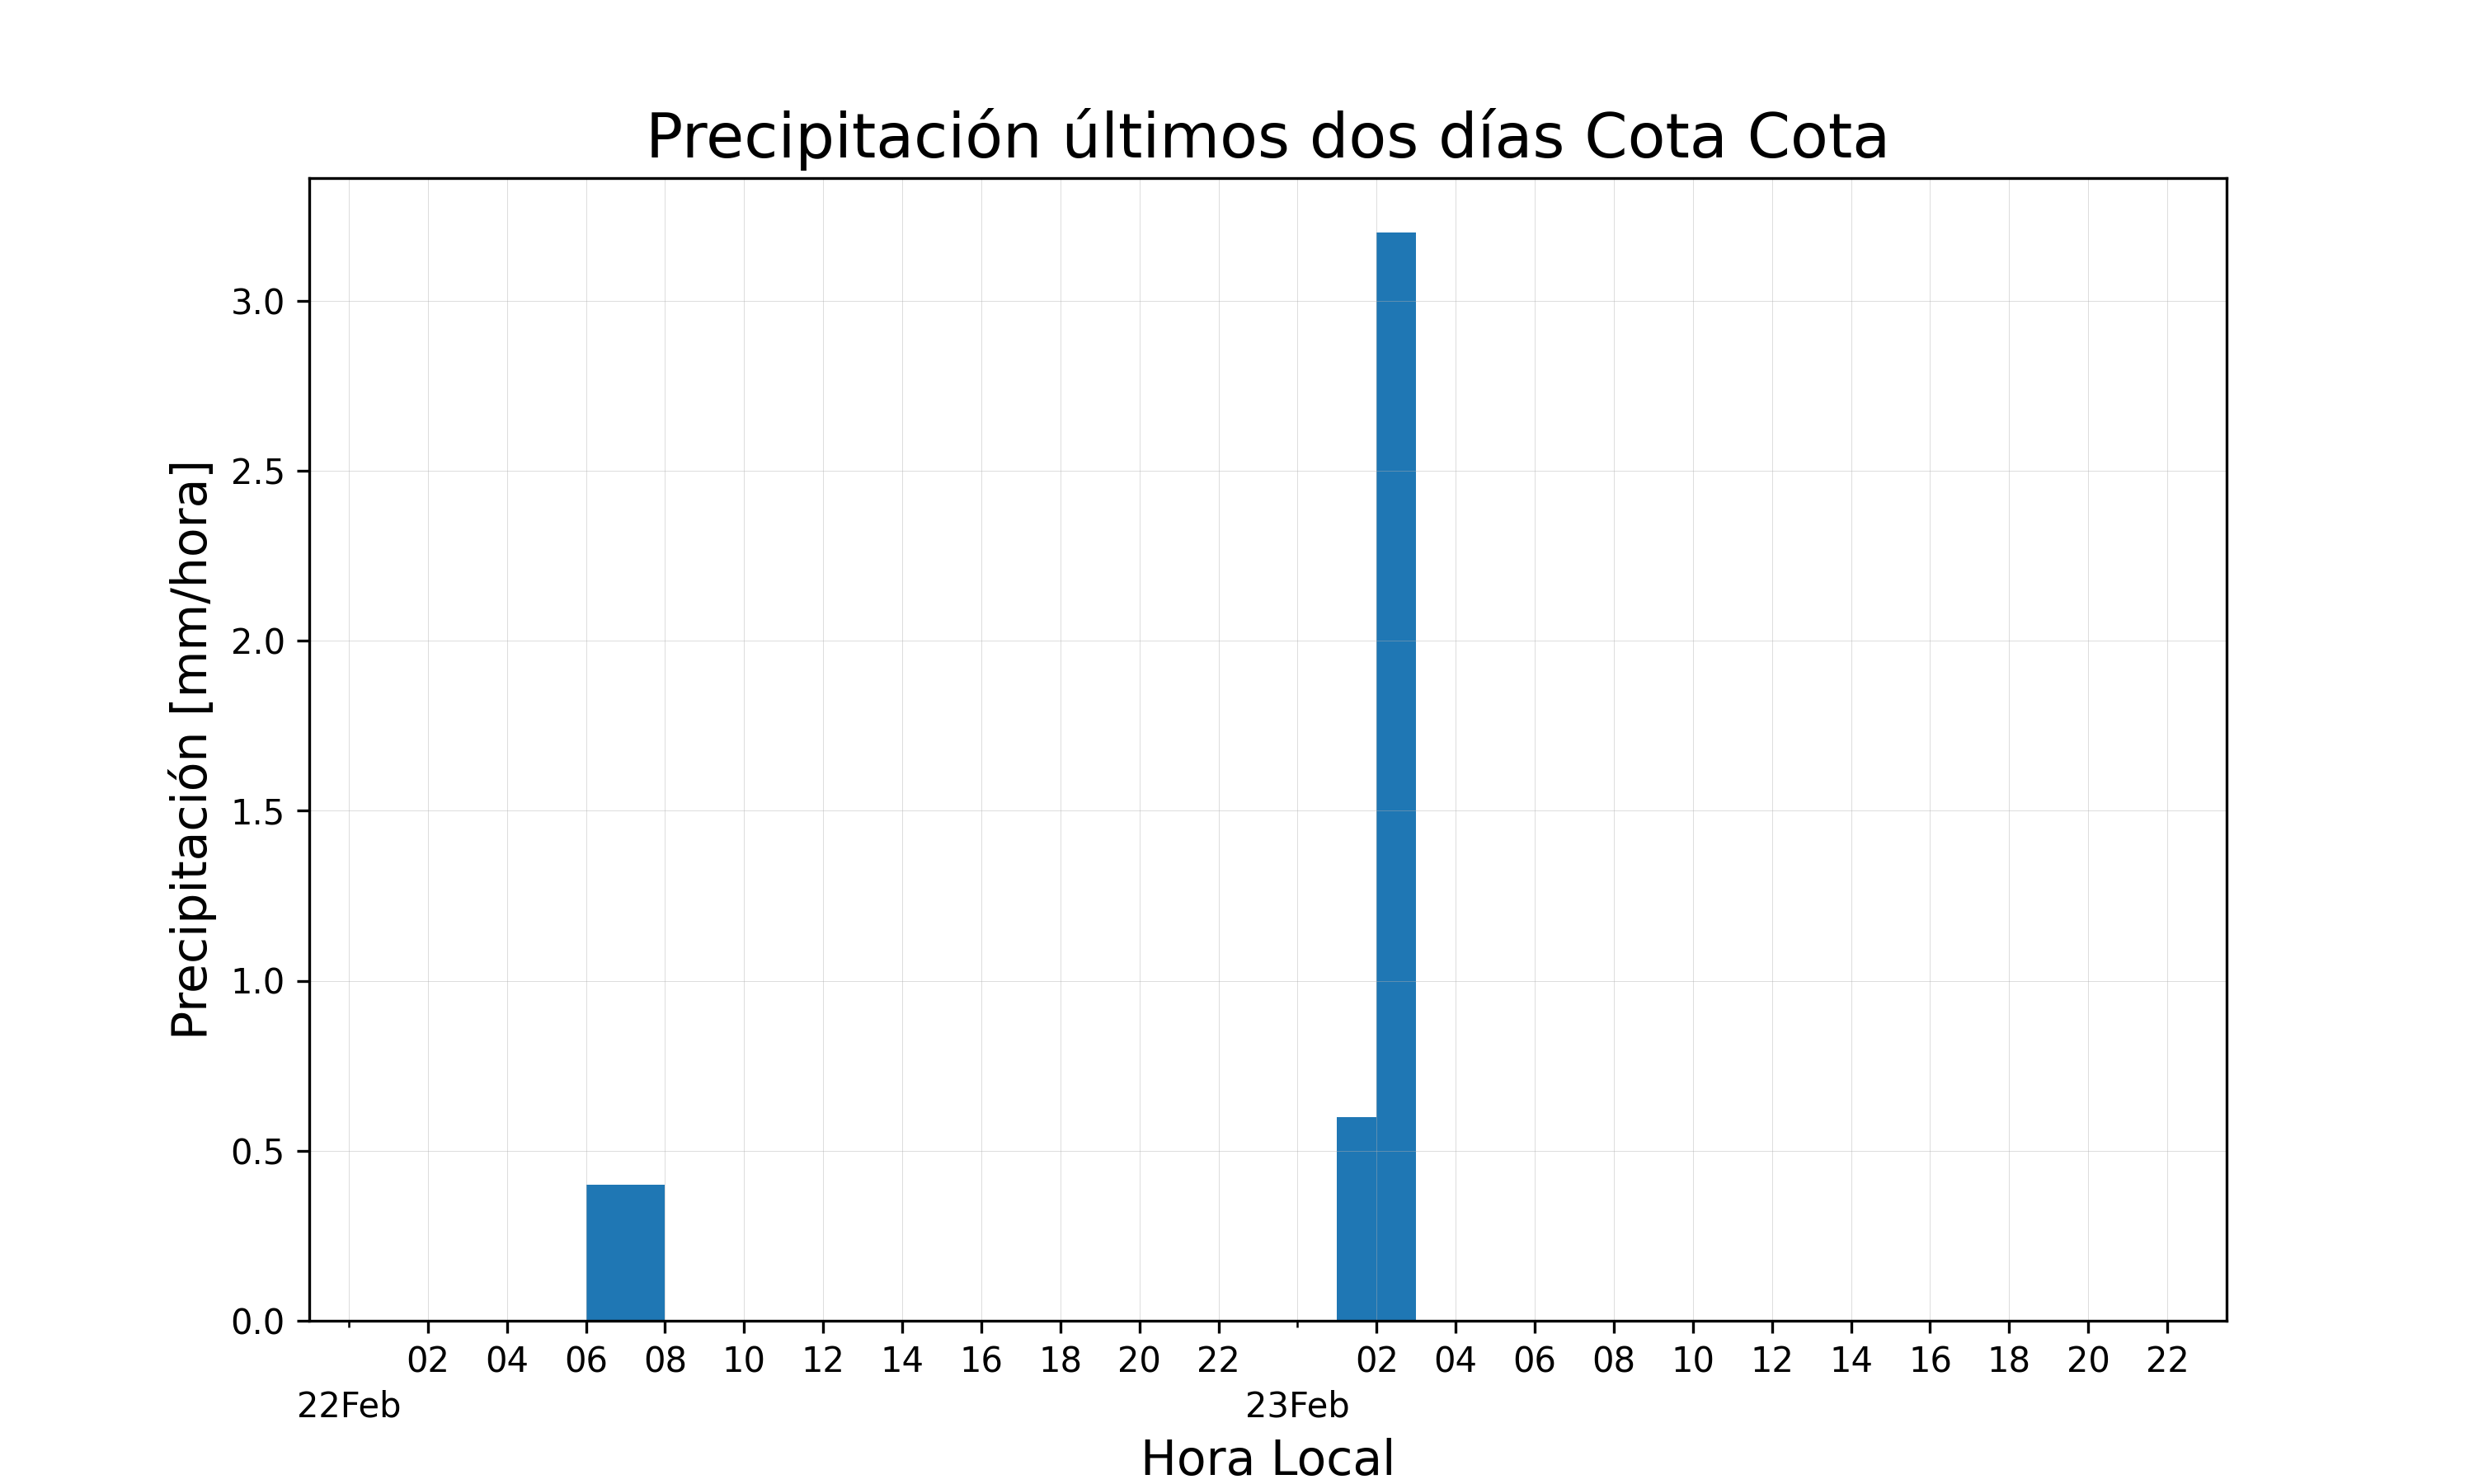 Precipitación últimos dos días Cota Cota
Precipitación [mm/hora]
3.0
2.5
2.0
1.5
1.0
0.5
0.0
02 04 06 08 10 12 14 16 18 20 22 02 04 06 08 10 12 14 16 18 20 22
22Feb 23Feb
Hora Local